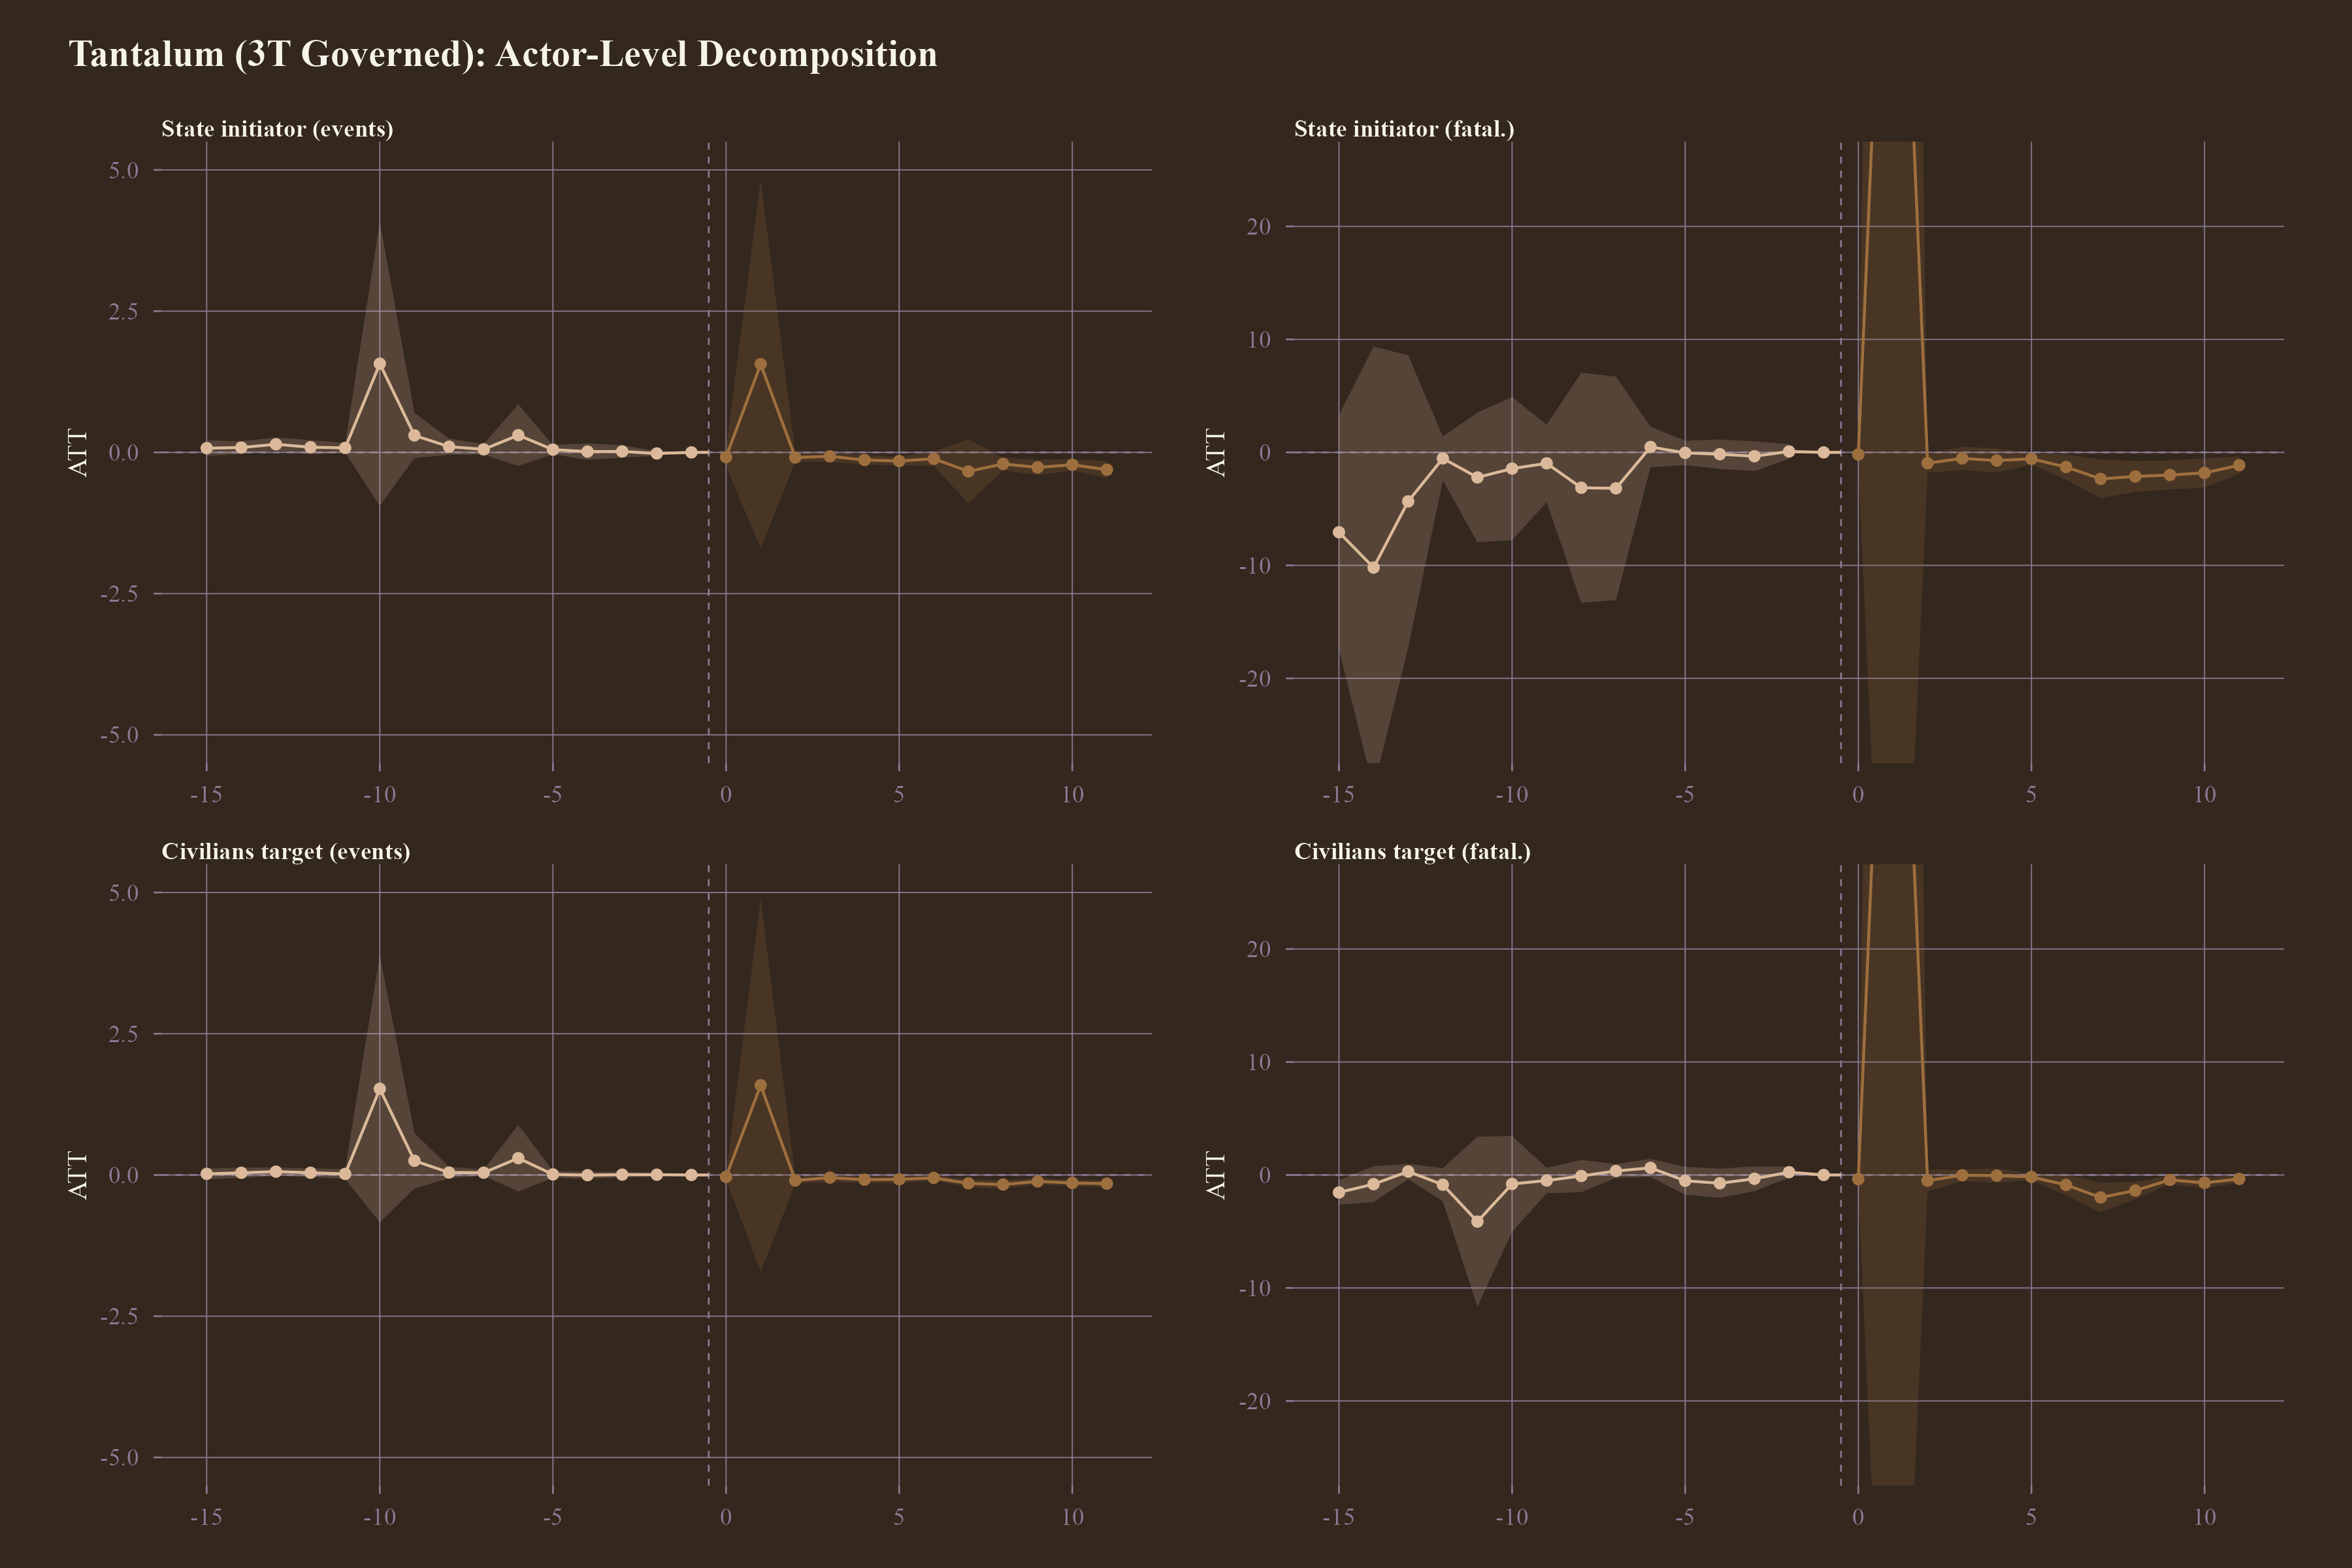 Tantalum (3T Governed): Actor-Level Decomposition
State initiator (events)
5.0
2.5
0.0
-2.5
-5.0
ATT
-15 -10 -5 0 5 10
State initiator (fatal.)
20
10
0
-10
-20
ATT
-15 -10 -5 0 5 10
Civilians target (events)
5.0
2.5
0.0
-2.5
-5.0
ATT
-15 -10 -5 0 5 10
Civilians target (fatal.)
20
10
0
-10
-20
ATT
-15 -10 -5 0 5 10